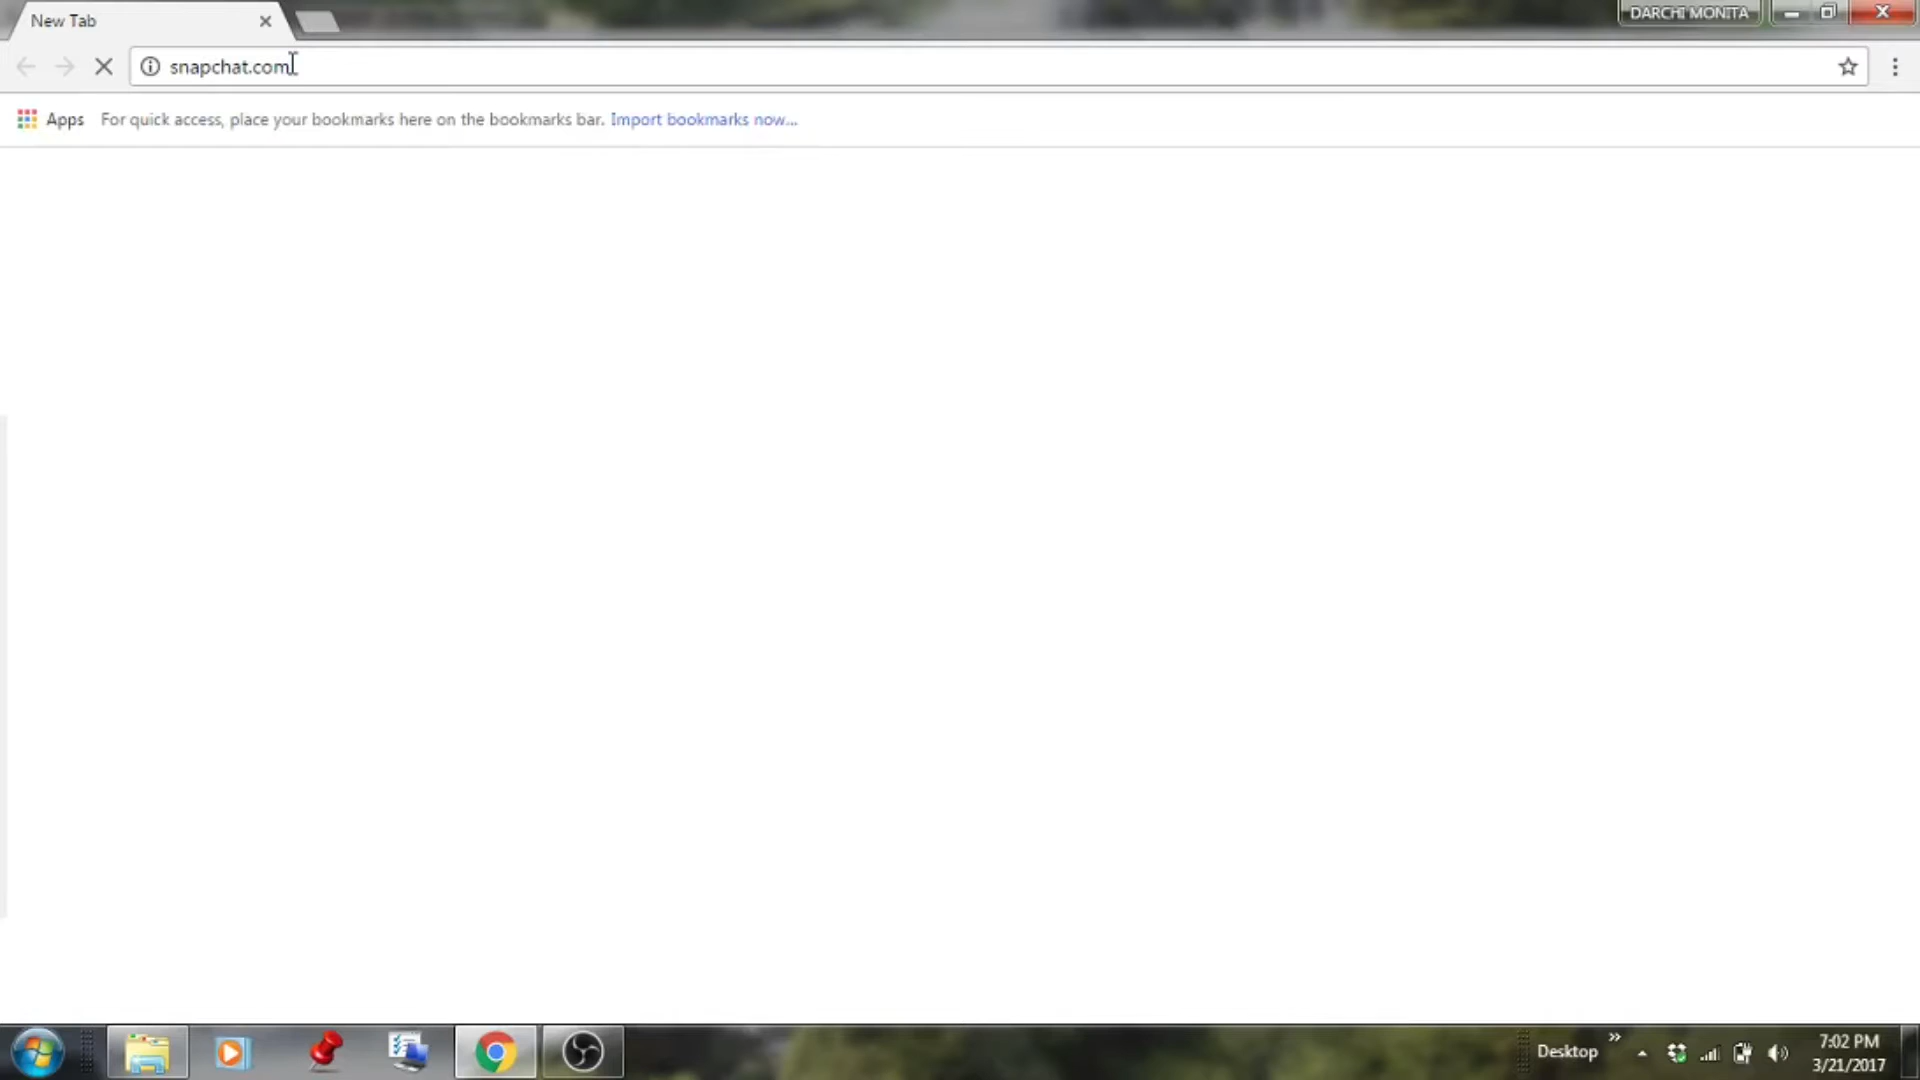 New Tab
DARCHI MONITA
snapchat.com
Apps For quick access, place your bookmarks here on the bookmarks bar. Import bookmarks now...
Desktop
7:02 PM
3/21/2017